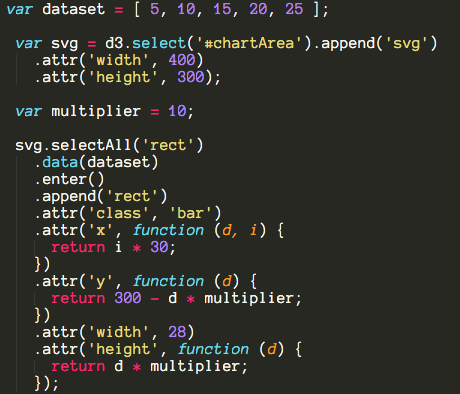 var dataset = [ 5, 10, 15, 20, 25 ];
var svg = d3.select('#chartArea').append('svg')
.attr('width', 400)
.attr('height', 300);
var multiplier = 10;
svg.selectAll('rect')
.data(dataset)
.enter()
.append('rect')
.attr('class', 'bar')
.attr('x', function (d, i) {
return i * 30;
})
.attr('y', function (d) {
return 300 - d * multiplier;
})
.attr('width', 28)
.attr('height', function (d) {
return d * multiplier;
});